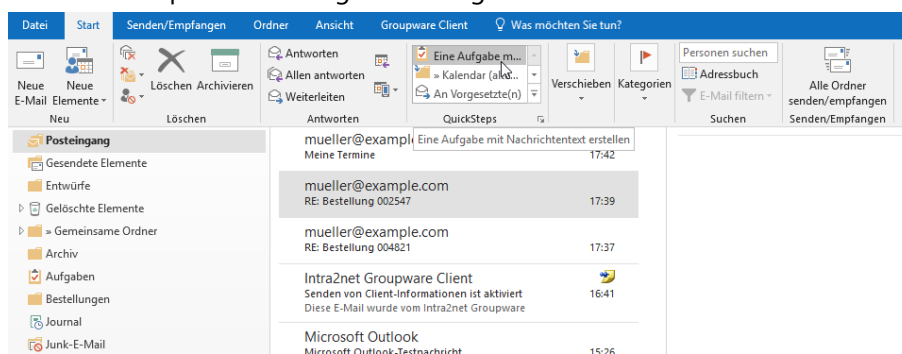 Datei Start Senden/Empfangen Ordner Ansicht Groupware Client Was möchten Sie tun?
Neue E-Mail
Neue Elemente
Neu
Löschen Archivieren
Löschen
Antworten
Allen antworten
Weiterleiten
Antworten
Eine Aufgabe m...
» Kalendar
An Vorgesetzte(n)
QuickSteps
Verschieben Kategorien
Personen suchen
Adressbuch
E-Mail filtern
Suchen
Alle Ordner
senden/empfangen
Senden/Empfangen
Eine Aufgabe mit Nachrichtentext erstellen
Posteingang
Gesendete Elemente
Entwürfe
Gelöschte Elemente
» Gemeinsame Ordner
Archiv
Aufgaben
Bestellungen
Journal
Junk-E-Mail
Meine Termine 17:42
mueller@example.com
RE: Bestellung 002547 17:39
mueller@example.com
RE: Bestellung 004821 17:37
Intra2net Groupware Client
Senden von Client-Informationen ist aktiviert 16:41
Diese E-Mail wurde vom Intra2net Groupware
Microsoft Outlook
Microsoft Outlook-Testnachricht 15:26